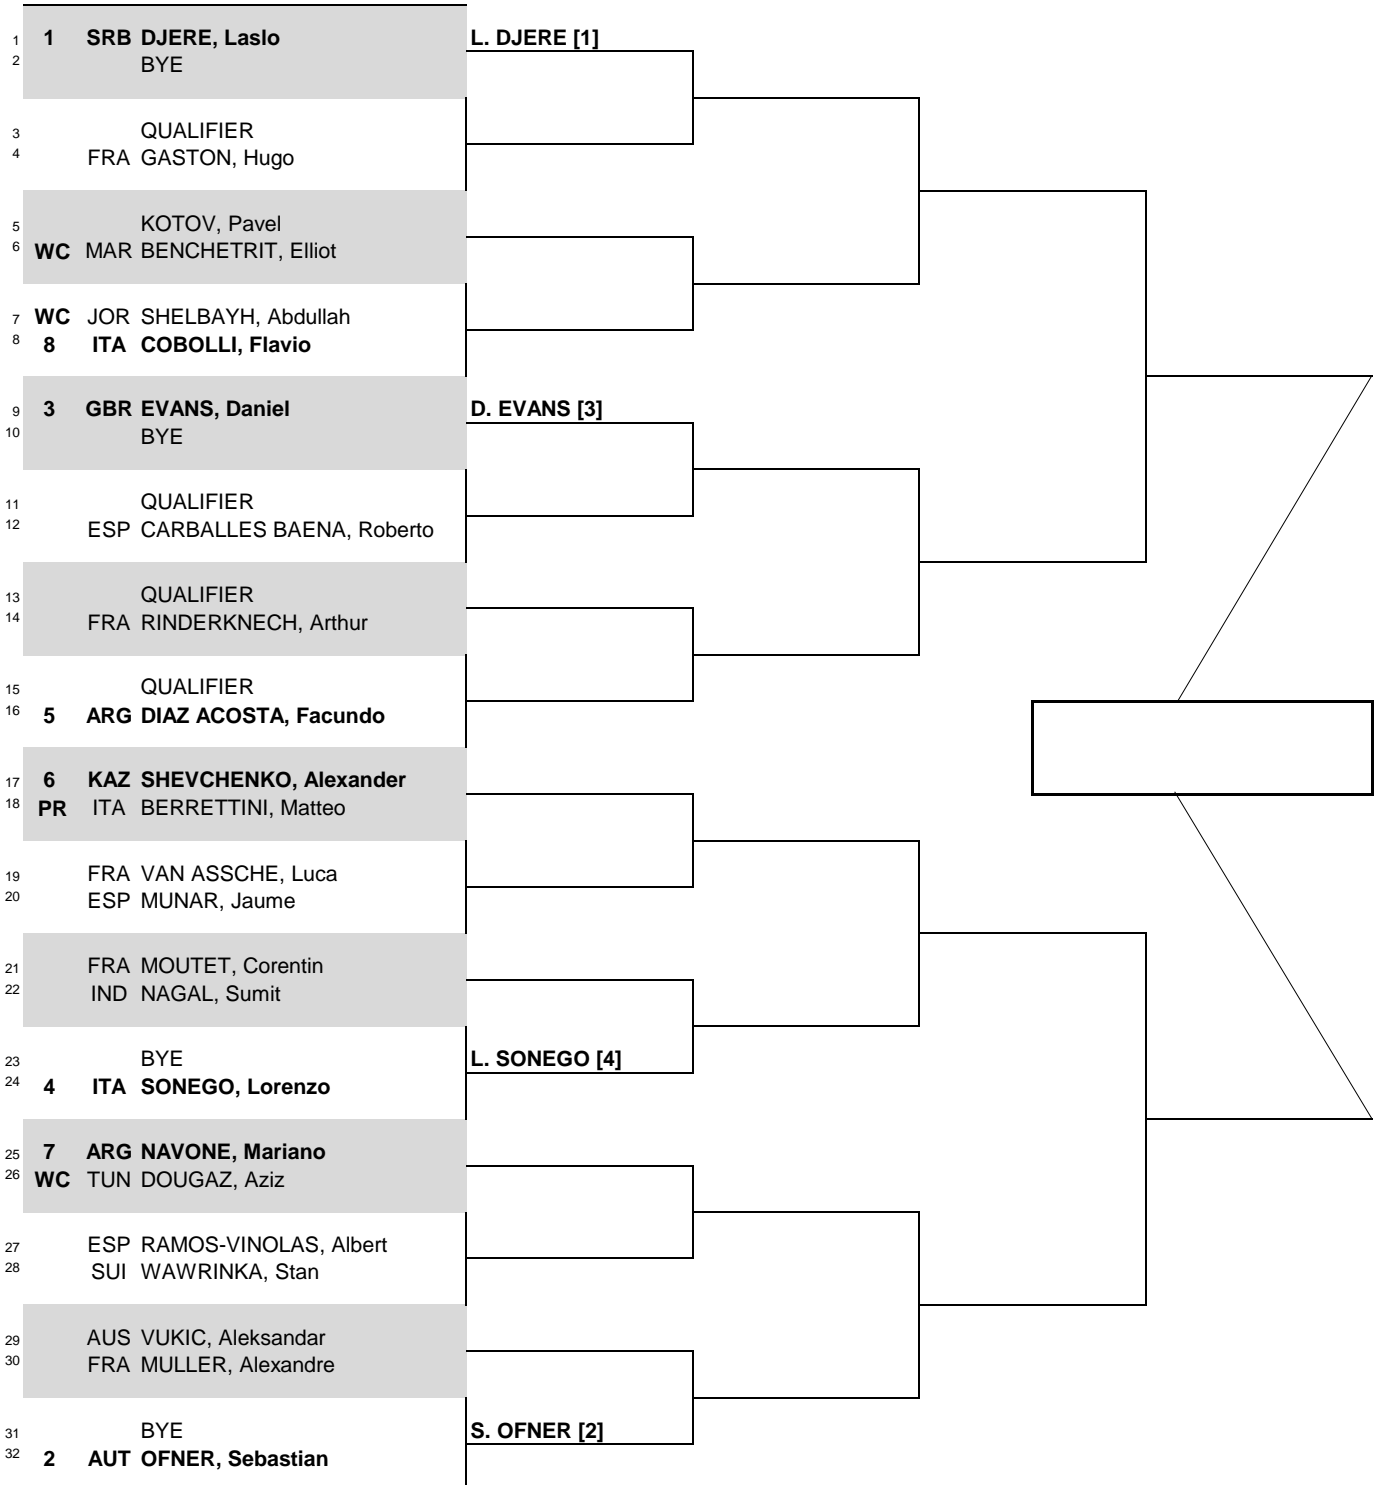 1 1 SRB DJERE, Laslo L. DJERE [1]
2 BYE
3 QUALIFIER
4 FRA GASTON, Hugo
5 KOTOV, Pavel
6 WC MAR BENCHETRIT, Elliot
7 WC JOR SHELBAYH, Abdullah
8 8 ITA COBOLLI, Flavio
9 3 GBR EVANS, Daniel D. EVANS [3]
10 BYE
11 QUALIFIER
12 ESP CARBALLES BAENA, Roberto
13 QUALIFIER
14 FRA RINDERKNECH, Arthur
15 QUALIFIER
16 5 ARG DIAZ ACOSTA, Facundo
17 6 KAZ SHEVCHENKO, Alexander
18 PR ITA BERRETTINI, Matteo
19 FRA VAN ASSCHE, Luca
20 ESP MUNAR, Jaume
21 FRA MOUTET, Corentin
22 IND NAGAL, Sumit
23 BYE L. SONEGO [4]
24 4 ITA SONEGO, Lorenzo
25 7 ARG NAVONE, Mariano
26 WC TUN DOUGAZ, Aziz
27 ESP RAMOS-VINOLAS, Albert
28 SUI WAWRINKA, Stan
29 AUS VUKIC, Aleksandar
30 FRA MULLER, Alexandre
31 BYE S. OFNER [2]
32 2 AUT OFNER, Sebastian